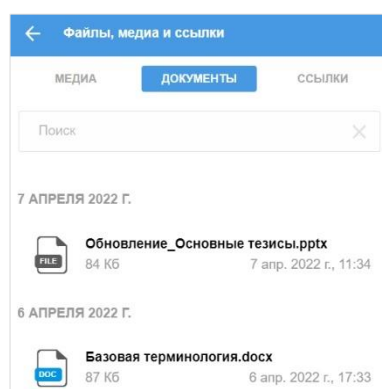 Файлы, медиа и ссылки
МЕДИА ДОКУМЕНТЫ ССЫЛКИ
Поиск
7 АПРЕЛЯ 2022 Г.
Обновление_Основные тезисы.pptx
FILE 84 Кб 7 апр. 2022 г., 11:34
6 АПРЕЛЯ 2022 Г.
Базовая терминология.docx
DOC 87 Кб 6 апр. 2022 г., 17:33